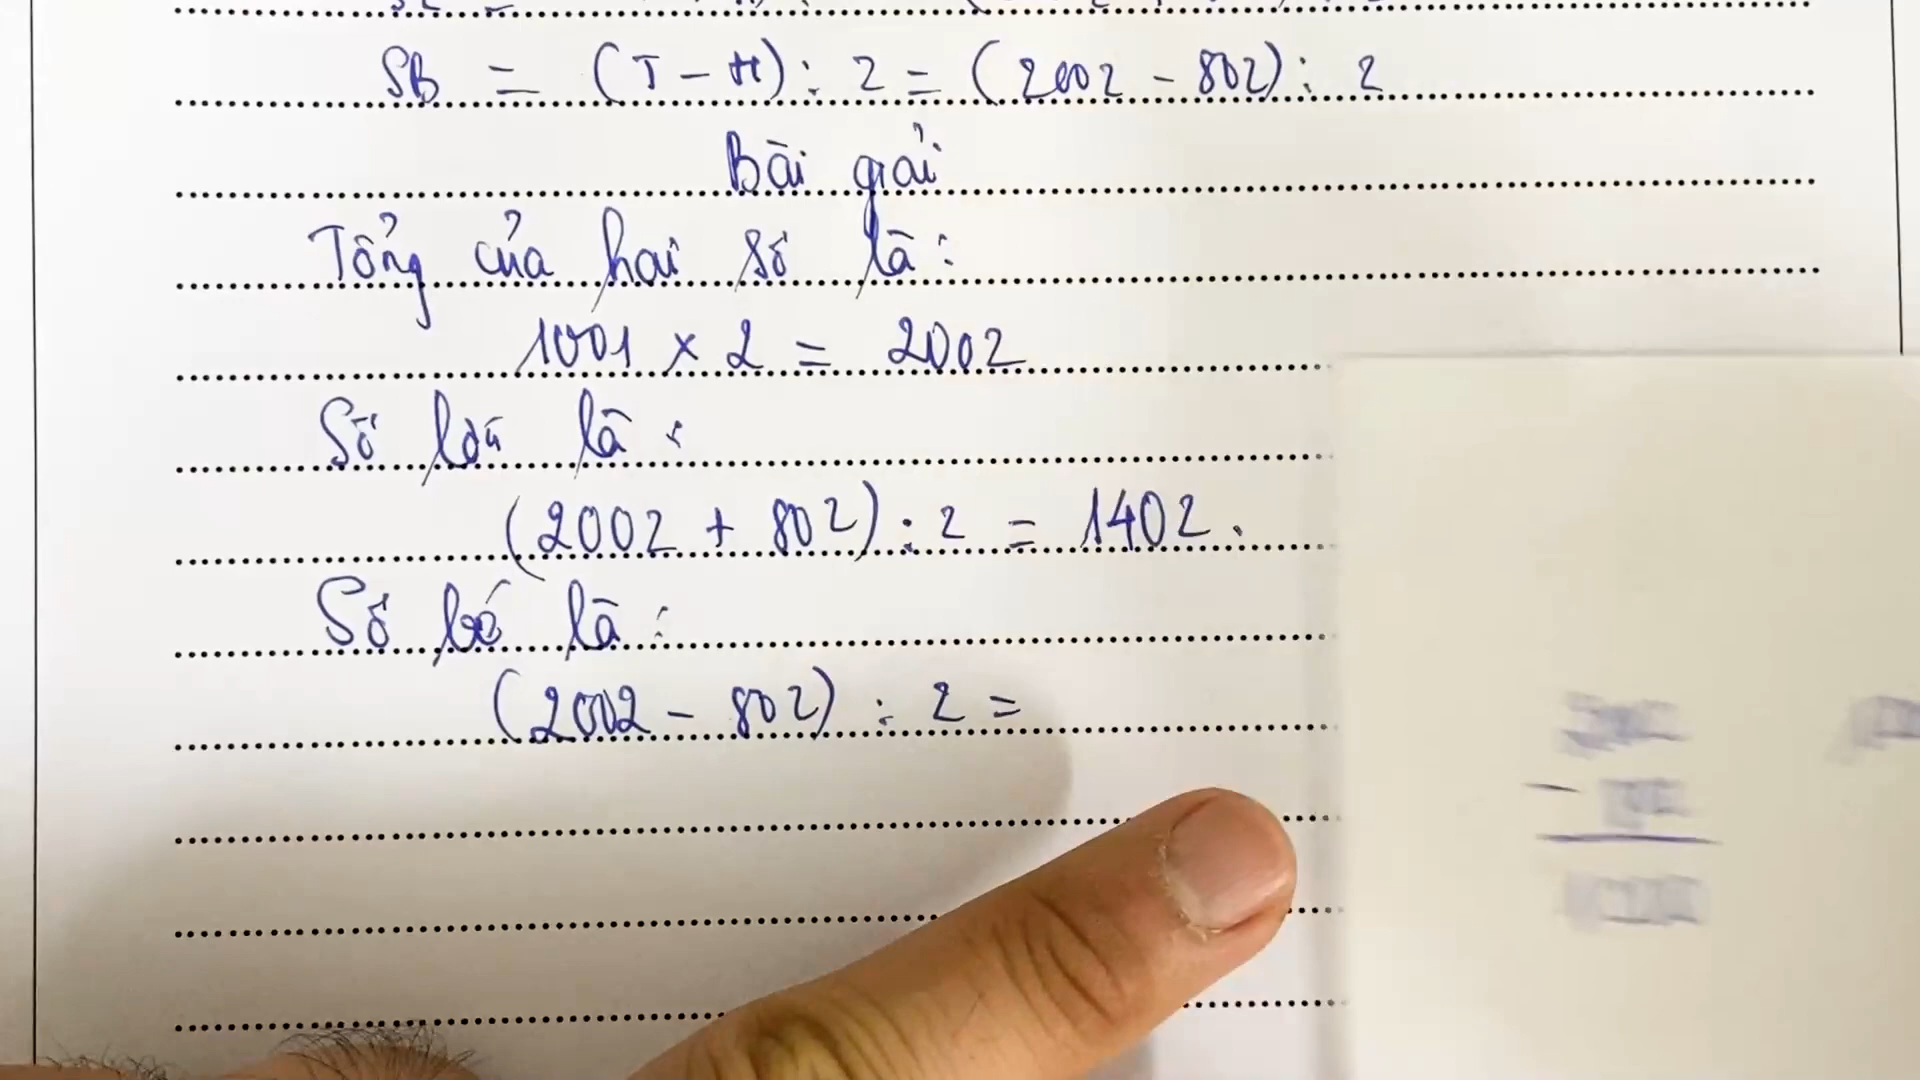 SB = (T - H) : 2 = (2002 - 802) : 2
Bài giải
Tổng của hai số là :
1001 × 2 = 2002
Số lớn là :
(2002 + 802) : 2 = 1402.
Số bé là :
(2002 - 802) : 2 =